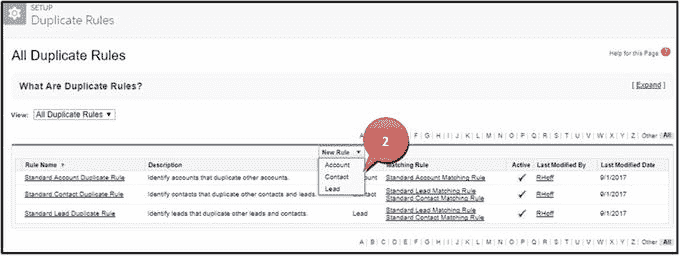 SETUP
Duplicate Rules
All Duplicate Rules
Help for this Page ?
What Are Duplicate Rules?
[ Expand ]
View: All Duplicate Rules ▼
A
F | G | H | I | J | K | L | M | N | O | P | Q | R | S | T | U | V | W | X | Y | Z | Other | All
New Rule ▼
2
Account
Contact
Lead
Rule Name ↑ Description Matching Rule Active Last Modified By Last Modified Date
Standard Account Duplicate Rule Identify accounts that duplicate other accounts. ount Standard Account Matching Rule ✓ RHoff 9/1/2017
Standard Contact Duplicate Rule Identify contacts that duplicate other contacts and leads. Standard Lead Matching Rule ✓ RHoff 9/1/2017
Standard Contact Matching Rule
Standard Lead Duplicate Rule Identify leads that duplicate other leads and contacts. Lead Standard Lead Matching Rule ✓ RHoff 9/1/2017
Standard Contact Matching Rule
A | B | C | D | E | F | G | H | I | J | K | L | M | N | O | P | Q | R | S | T | U | V | W | X | Y | Z | Other | All